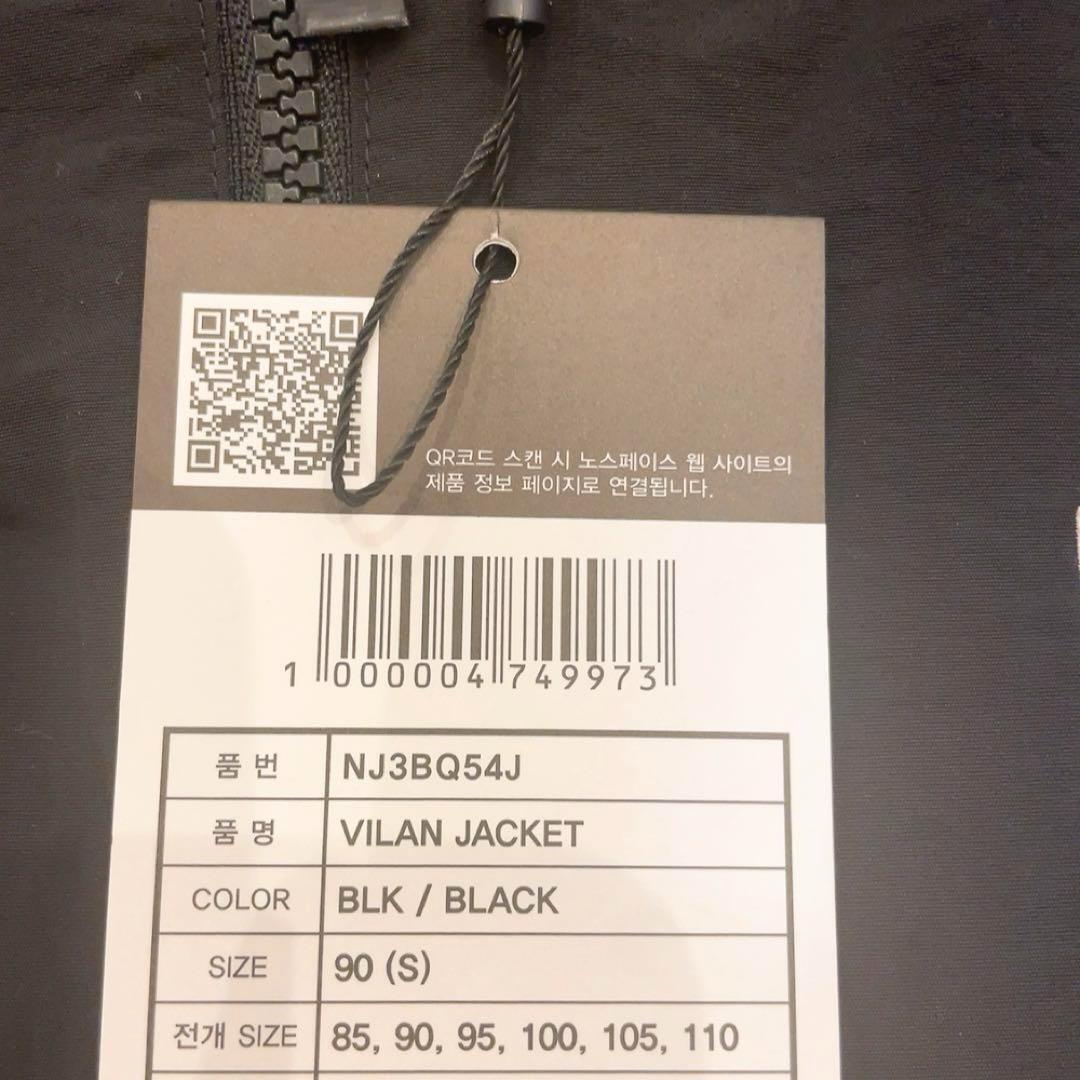 QR코드 스캔 시 노스페이스 웹 사이트의
제품 정보 페이지로 연결됩니다.
1 000004 749973
품 번 NJ3BQ54J
품 명 VILAN JACKET
COLOR BLK / BLACK
SIZE 90 (S)
전개 SIZE 85, 90, 95, 100, 105, 110